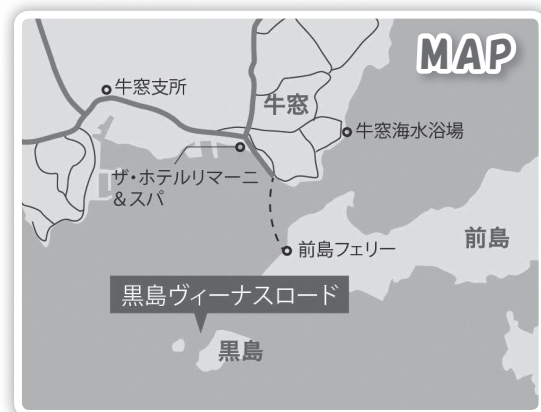 MAP
牛窓支所
牛窓
牛窓海水浴場
ザ・ホテルリマーニ
&スパ
前島フェリー
前島
黒島ヴィーナスロード
黒島